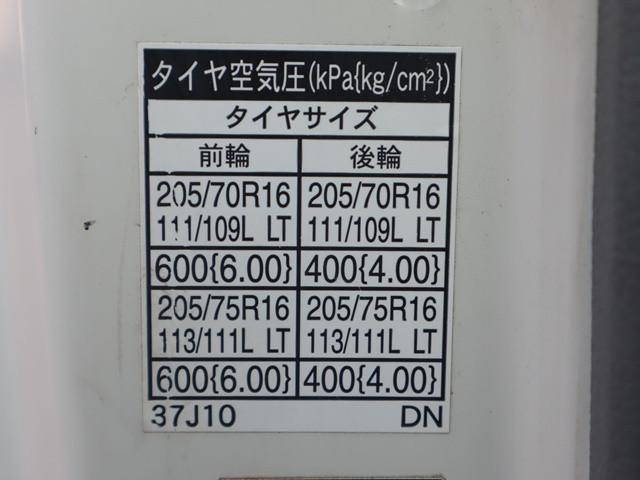 タイヤ空気圧(kPa{kg/cm²})
タイヤサイズ
前輪 後輪
205/70R16 205/70R16
111/109L LT 111/109L LT
600{6.00} 400{4.00}
205/75R16 205/75R16
113/111L LT 113/111L LT
600{6.00} 400{4.00}
37J10 DN